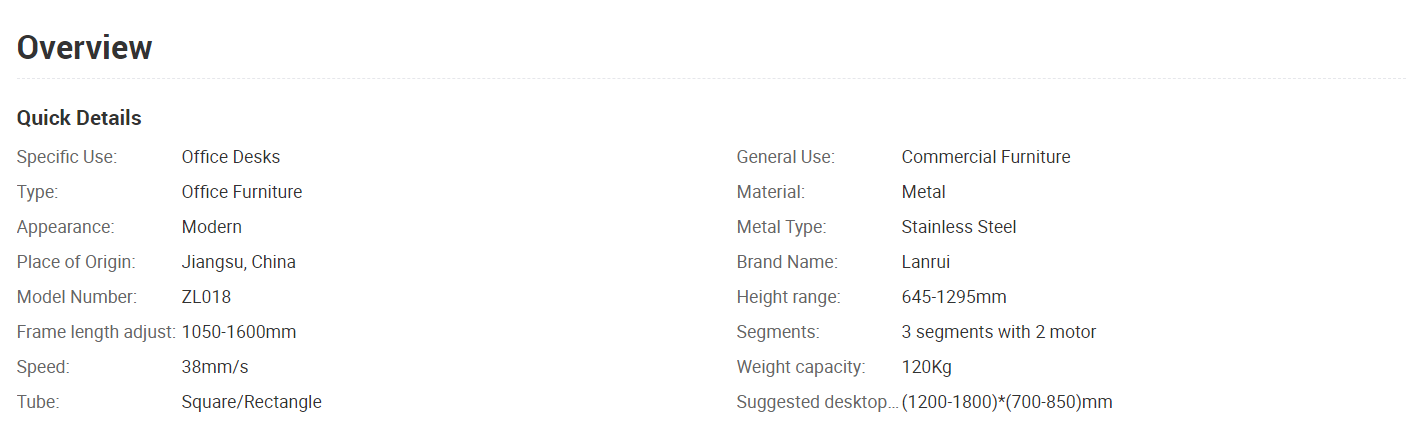 Overview
Quick Details
Specific Use: Office Desks General Use: Commercial Furniture
Type: Office Furniture Material: Metal
Appearance: Modern Metal Type: Stainless Steel
Place of Origin: Jiangsu, China Brand Name: Lanrui
Model Number: ZL018 Height range: 645-1295mm
Frame length adjust: 1050-1600mm Segments: 3 segments with 2 motor
Speed: 38mm/s Weight capacity: 120Kg
Tube: Square/Rectangle Suggested desktop... (1200-1800)*(700-850)mm